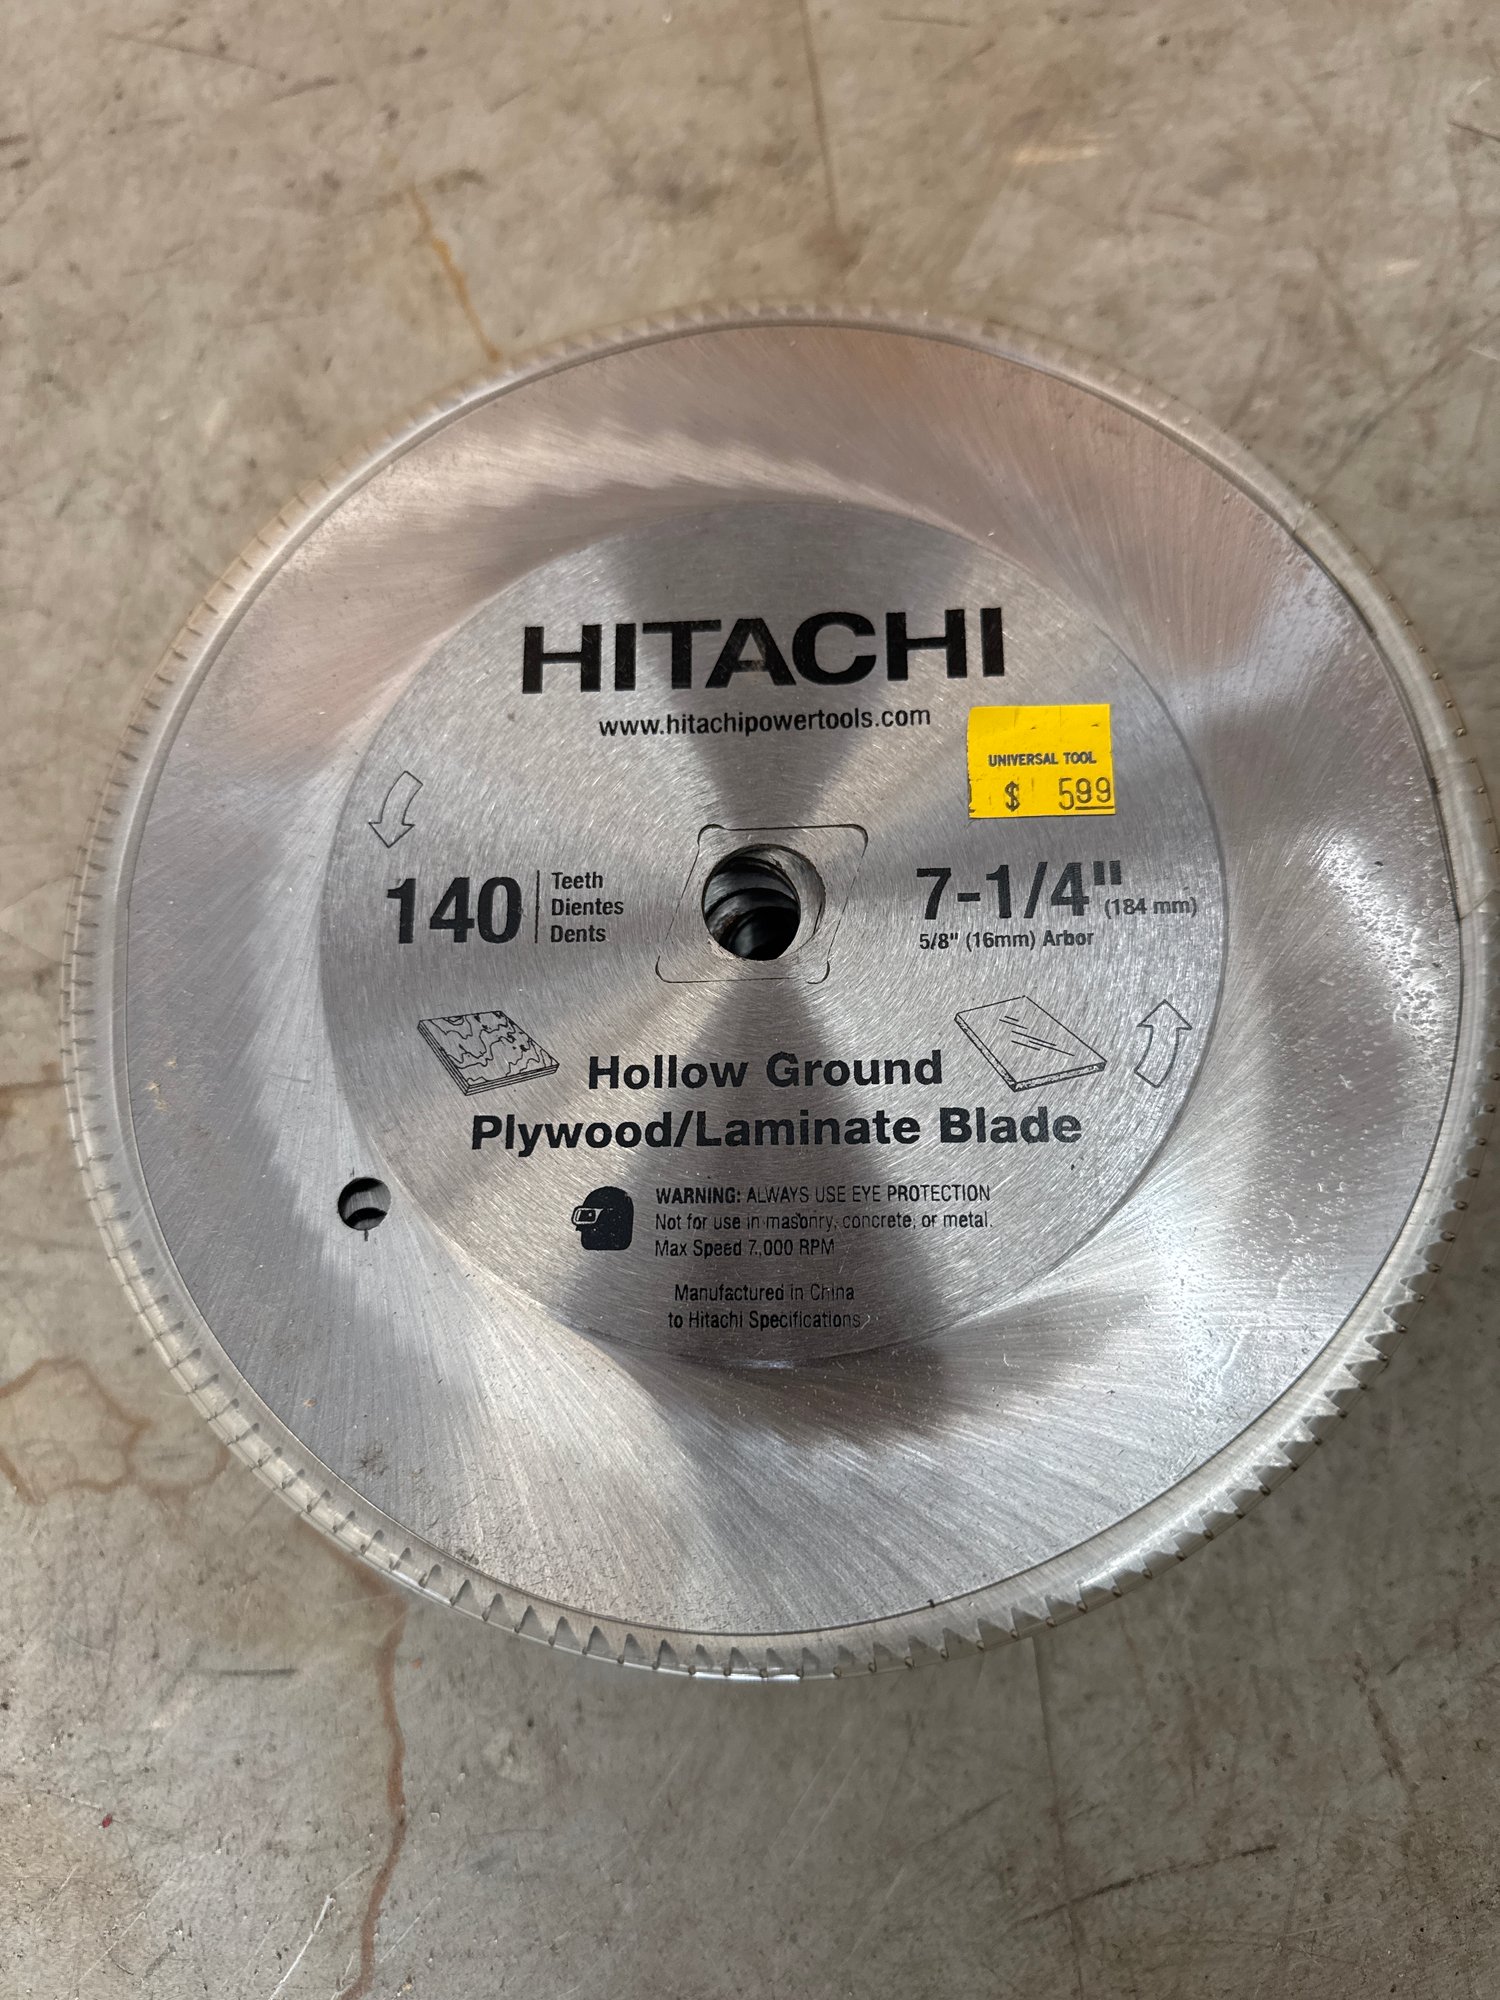 HITACHI
www.hitachipowertools.com
UNIVERSAL TOOL
$ 599
140
Teeth
Dientes
Dents
7-1/4" (184 mm)
5/8" (16mm) Arbor
Hollow Ground
Plywood/Laminate Blade
WARNING: ALWAYS USE EYE PROTECTION
Not for use in masonry, concrete, or metal.
Max Speed 7,000 RPM
Manufactured in China
to Hitachi Specifications